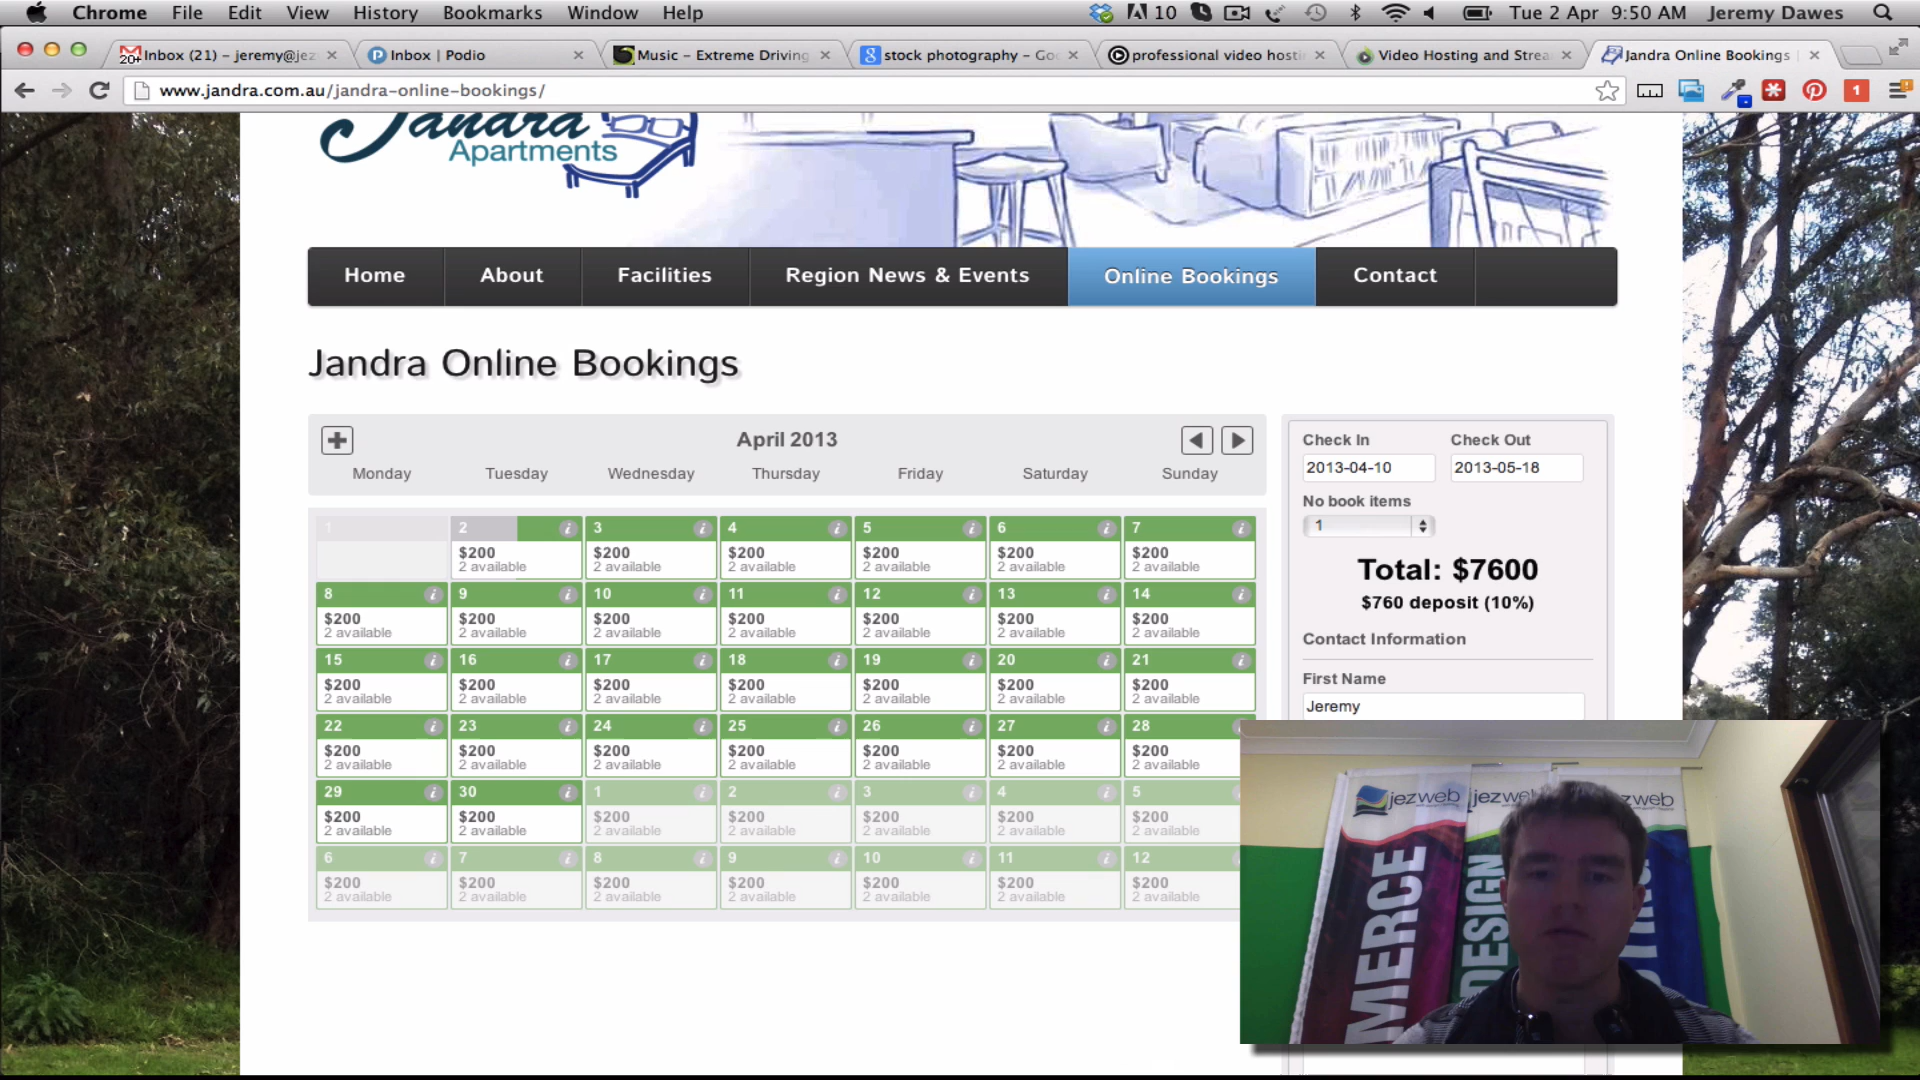 Chrome File Edit View History Bookmarks Window Help 10 Tue 2 Apr 9:50 AM Jeremy Dawes
20+ Inbox (21) – jeremy@jez Inbox | Podio Music – Extreme Driving stock photography – Goo professional video hosti Video Hosting and Strea Jandra Online Bookings |
www.jandra.com.au/jandra-online-bookings/ 1
Jandra
Apartments
Home About Facilities Region News & Events Online Bookings Contact
Jandra Online Bookings
April 2013
Monday Tuesday Wednesday Thursday Friday Saturday Sunday
1 2 3 4 5 6 7
$200 $200 $200 $200 $200 $200
2 available 2 available 2 available 2 available 2 available 2 available
8 9 10 11 12 13 14
$200 $200 $200 $200 $200 $200 $200
2 available 2 available 2 available 2 available 2 available 2 available 2 available
15 16 17 18 19 20 21
$200 $200 $200 $200 $200 $200 $200
2 available 2 available 2 available 2 available 2 available 2 available 2 available
22 23 24 25 26 27 28
$200 $200 $200 $200 $200 $200 $200
2 available 2 available 2 available 2 available 2 available 2 available 2 available
29 30 1 2 3 4 5
$200 $200 $200 $200 $200 $200 $200
2 available 2 available 2 available 2 available 2 available 2 available 2 available
6 7 8 9 10 11 12
$200 $200 $200 $200 $200 $200 $200
2 available 2 available 2 available 2 available 2 available 2 available 2 available
Check In Check Out
2013-04-10 2013-05-18
No book items
1
Total: $7600
$760 deposit (10%)
Contact Information
First Name
Jeremy
jezweb jezweb zweb
MERCE
DESIGN